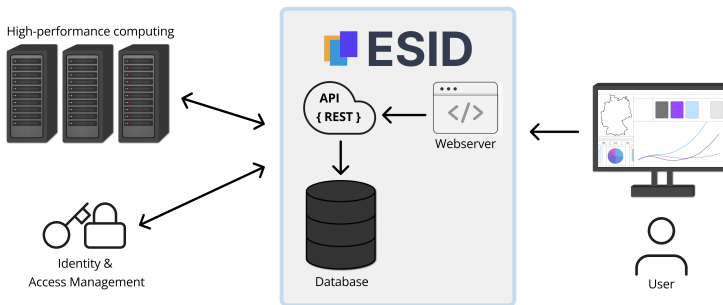 High-performance computing
ESID
API
{ REST }
</>
Webserver
Database
Identity &
Access Management
User